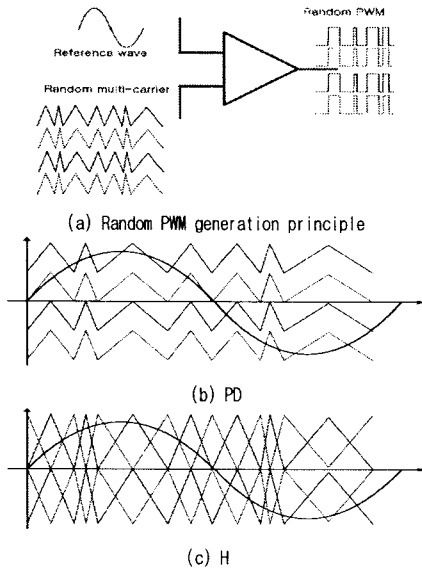 Random PWM
Reference wave
Random multi-carrier
(a) Random PWM generation principle
(b) PD
(c) H